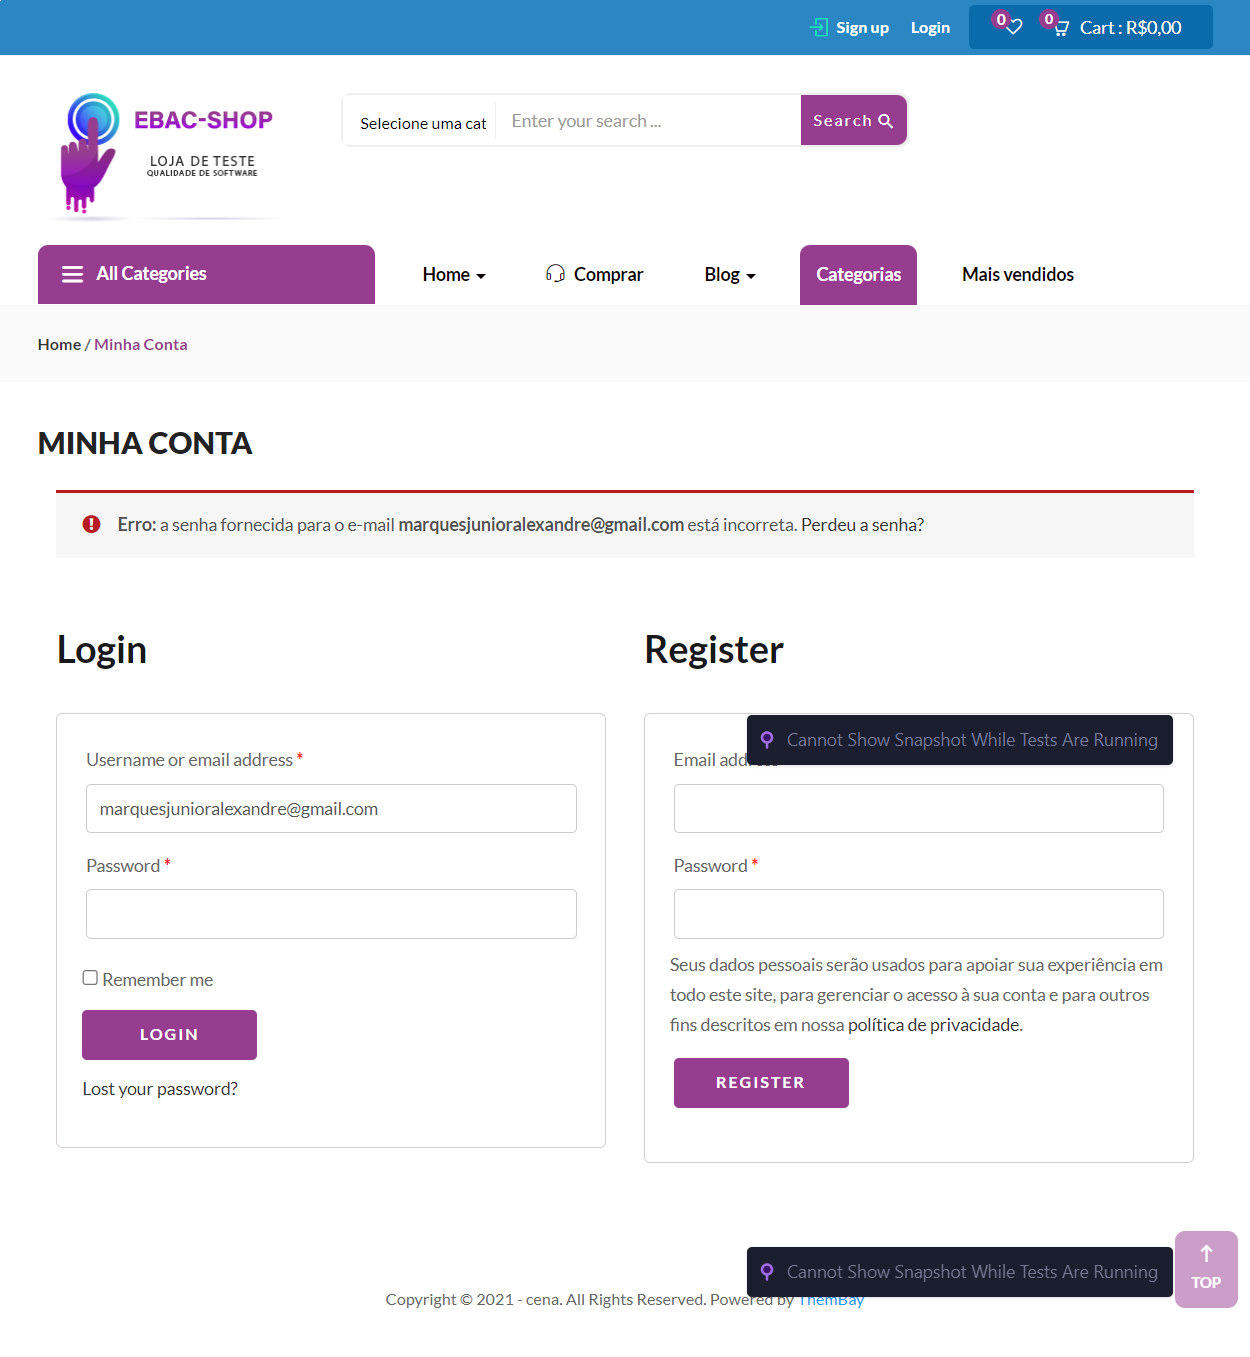 Sign up
Login
0
0
Cart : R$0,00
EBAC-SHOP
LOJA DE TESTE
QUALIDADE DE SOFTWARE
Selecione uma cat
Enter your search ...
Search
All Categories
Home
Comprar
Blog
Categorias
Mais vendidos
Home / Minha Conta
MINHA CONTA
Erro: a senha fornecida para o e-mail marquesjunioralexandre@gmail.com está incorreta. Perdeu a senha?
Login
Username or email address *
marquesjunioralexandre@gmail.com
Password *
Remember me
LOGIN
Lost your password?
Register
Cannot Show Snapshot While Tests Are Running
Email address
Password *
Seus dados pessoais serão usados para apoiar sua experiência em
todo este site, para gerenciar o acesso à sua conta e para outros
fins descritos em nossa política de privacidade.
REGISTER
Cannot Show Snapshot While Tests Are Running
TOP
Copyright © 2021 - cena. All Rights Reserved. Powered by ThemBay